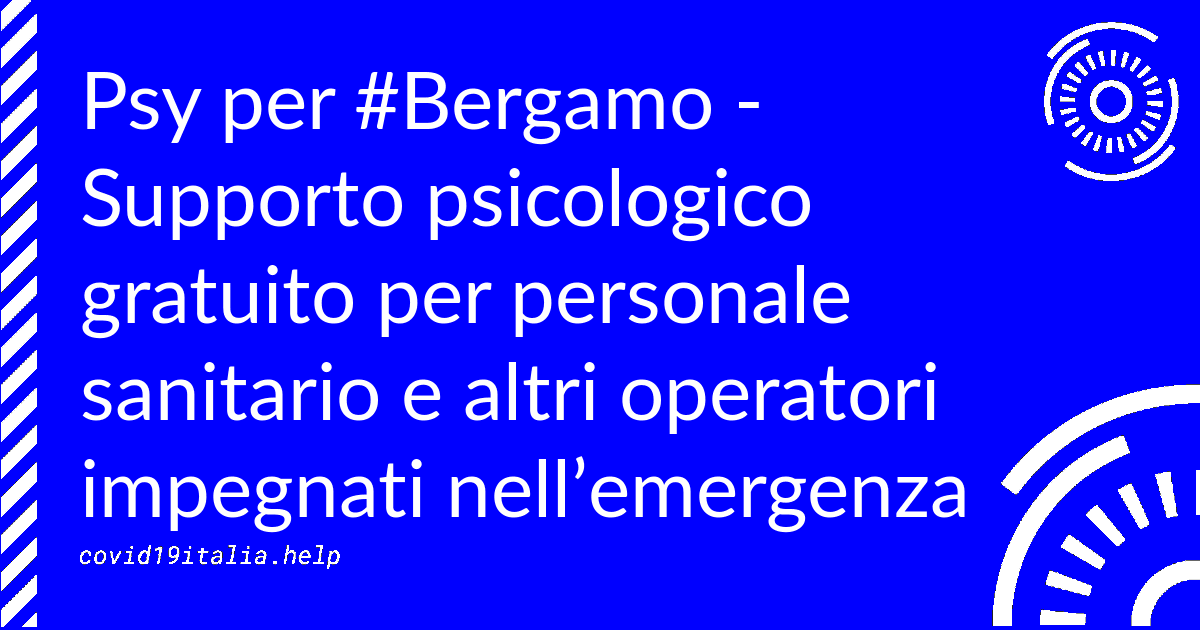 Psy per #Bergamo -
Supporto psicologico
gratuito per personale
sanitario e altri operatori
impegnati nell’emergenza
covid19italia.help